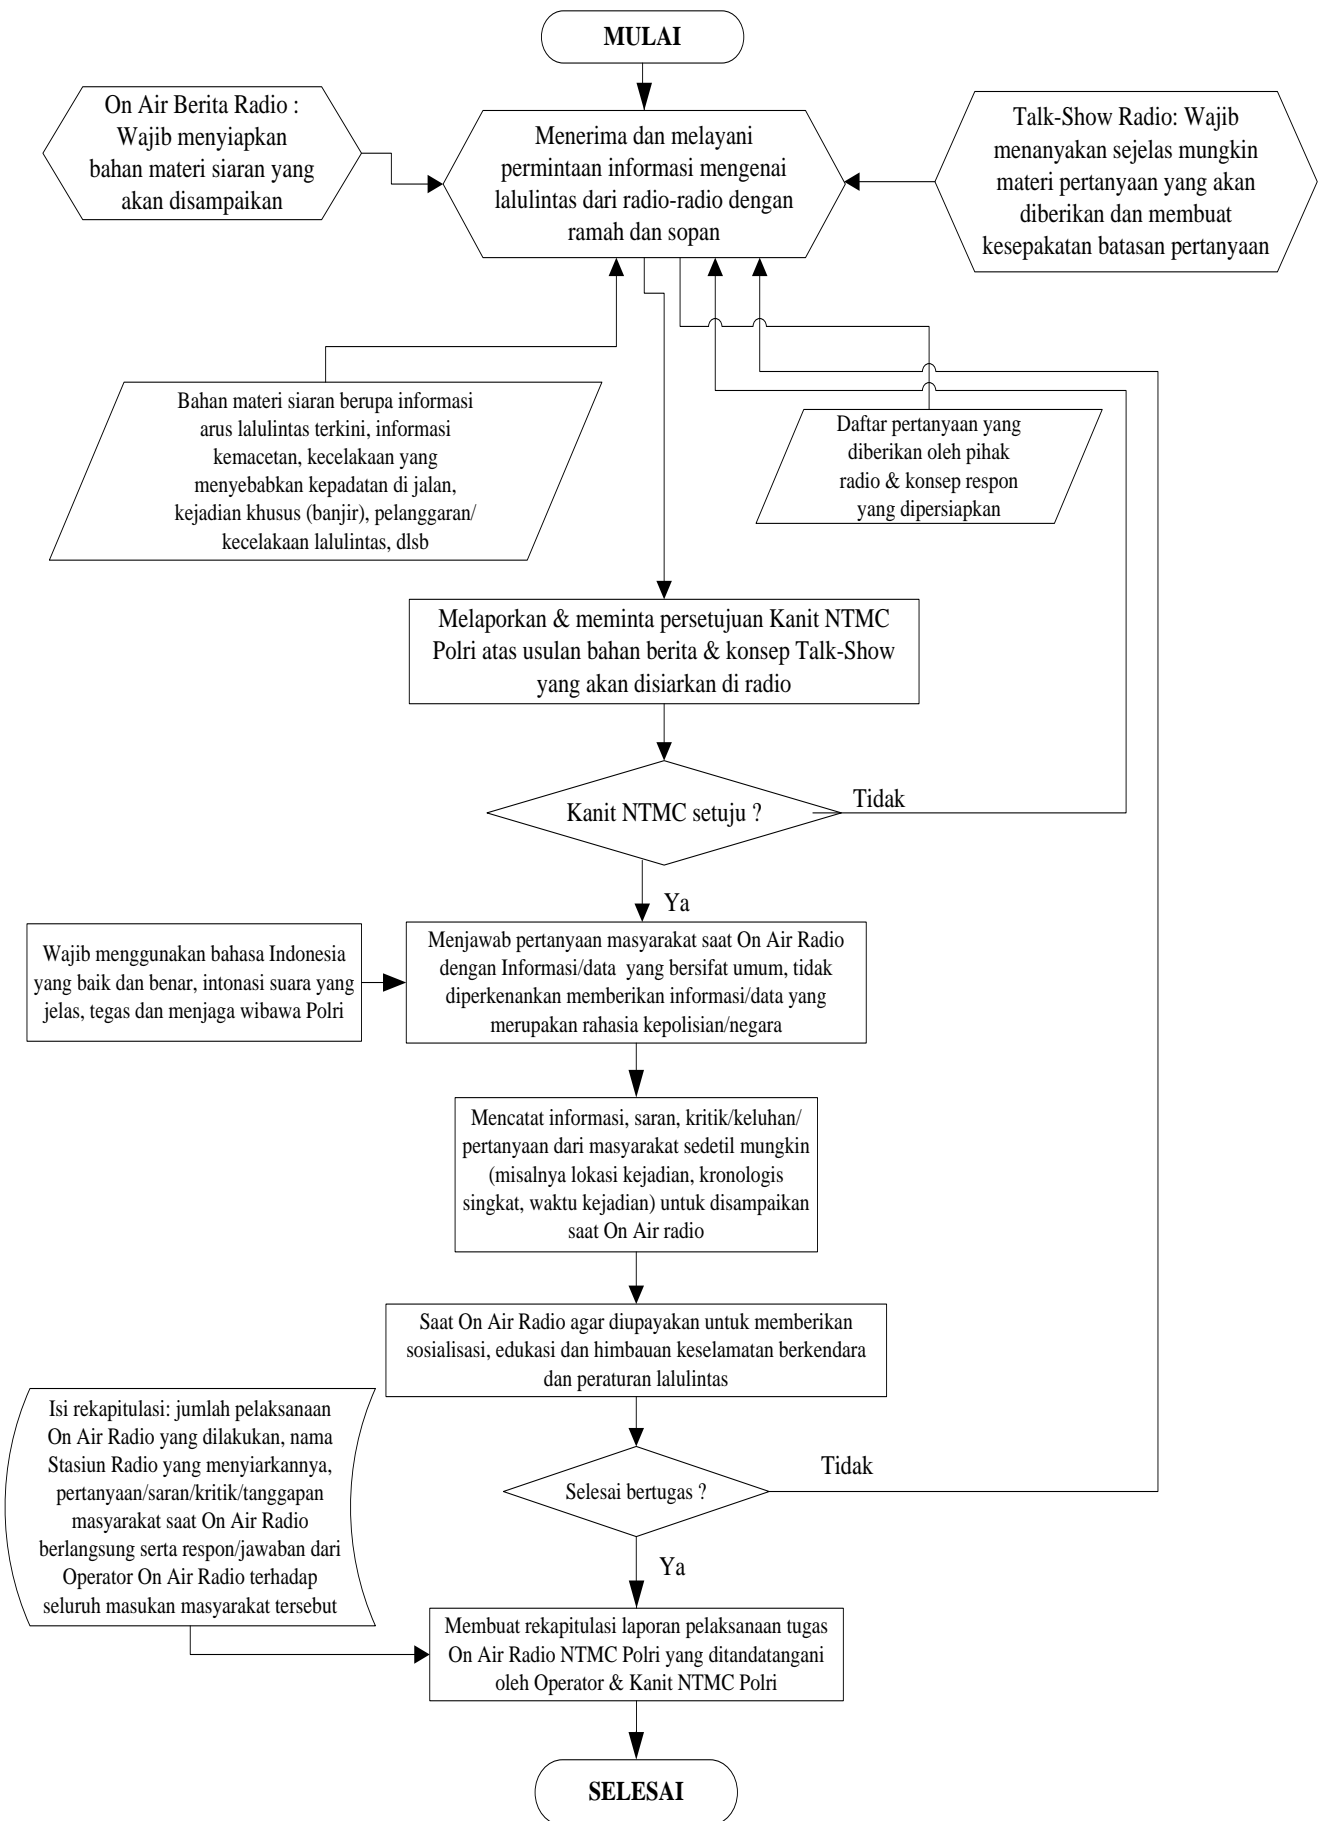 MULAI
On Air Berita Radio :
Wajib menyiapkan
bahan materi siaran yang
akan disampaikan
Menerima dan melayani
permintaan informasi mengenai
lalulintas dari radio-radio dengan
ramah dan sopan
Talk-Show Radio: Wajib
menanyakan sejelas mungkin
materi pertanyaan yang akan
diberikan dan membuat
kesepakatan batasan pertanyaan
Bahan materi siaran berupa informasi
arus lalulintas terkini, informasi
kemacetan, kecelakaan yang
menyebabkan kepadatan di jalan,
kejadian khusus (banjir), pelanggaran/
kecelakaan lalulintas, dlsb
Daftar pertanyaan yang
diberikan oleh pihak
radio & konsep respon
yang dipersiapkan
Melaporkan & meminta persetujuan Kanit NTMC
Polri atas usulan bahan berita & konsep Talk-Show
yang akan disiarkan di radio
Kanit NTMC setuju ?
Tidak
Ya
Wajib menggunakan bahasa Indonesia
yang baik dan benar, intonasi suara yang
jelas, tegas dan menjaga wibawa Polri
Menjawab pertanyaan masyarakat saat On Air Radio
dengan Informasi/data yang bersifat umum, tidak
diperkenankan memberikan informasi/data yang
merupakan rahasia kepolisian/negara
Mencatat informasi, saran, kritik/keluhan/
pertanyaan dari masyarakat sedetil mungkin
(misalnya lokasi kejadian, kronologis
singkat, waktu kejadian) untuk disampaikan
saat On Air radio
Saat On Air Radio agar diupayakan untuk memberikan
sosialisasi, edukasi dan himbauan keselamatan berkendara
dan peraturan lalulintas
Isi rekapitulasi: jumlah pelaksanaan
On Air Radio yang dilakukan, nama
Stasiun Radio yang menyiarkannya,
pertanyaan/saran/kritik/tanggapan
masyarakat saat On Air Radio
berlangsung serta respon/jawaban dari
Operator On Air Radio terhadap
seluruh masukan masyarakat tersebut
Selesai bertugas ?
Tidak
Ya
Membuat rekapitulasi laporan pelaksanaan tugas
On Air Radio NTMC Polri yang ditandatangani
oleh Operator & Kanit NTMC Polri
SELESAI